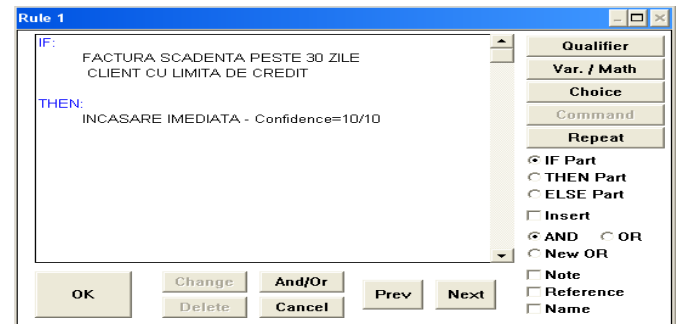 Rule 1
IF:
FACTURA SCADENTA PESTE 30 ZILE
CLIENT CU LIMITA DE CREDIT
THEN:
INCASARE IMEDIATA - Confidence=10/10
Qualifier
Var. / Math
Choice
Command
Repeat
IF Part
THEN Part
ELSE Part
Insert
AND OR
New OR
Note
Reference
Name
OK
Change And/Or
Prev Next
Delete Cancel